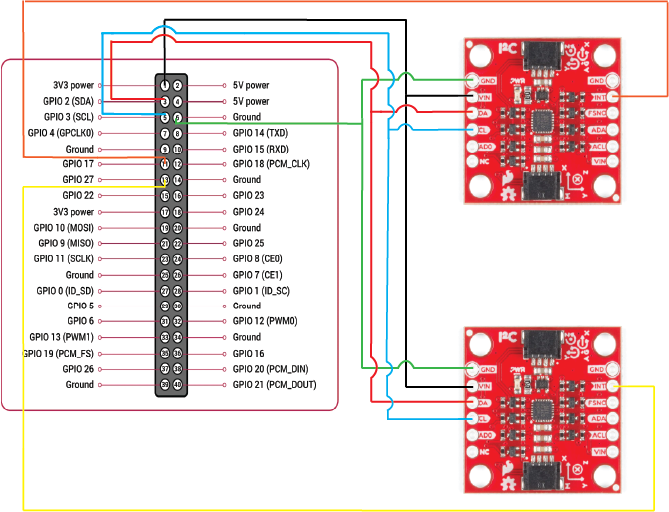 3V3 power 1 2 5V power
GPIO 2 (SDA) 3 4 5V power
GPIO 3 (SCL) 5 6 Ground
GPIO 4 (GPCLK0) 7 8 GPIO 14 (TXD)
Ground 9 10 GPIO 15 (RXD)
GPIO 17 11 12 GPIO 18 (PCM_CLK)
GPIO 27 13 14 Ground
GPIO 22 15 16 GPIO 23
3V3 power 17 18 GPIO 24
GPIO 10 (MOSI) 19 20 Ground
GPIO 9 (MISO) 21 22 GPIO 25
GPIO 11 (SCLK) 23 24 GPIO 8 (CE0)
Ground 25 26 GPIO 7 (CE1)
GPIO 0 (ID_SD) 27 28 GPIO 1 (ID_SC)
GPIO 5 29 30 Ground
GPIO 6 31 32 GPIO 12 (PWM0)
GPIO 13 (PWM1) 33 34 Ground
GPIO 19 (PCM_FS) 35 36 GPIO 16
GPIO 26 37 38 GPIO 20 (PCM_DIN)
Ground 39 40 GPIO 21 (PCM_DOUT)
I²C
PWR
GND GND
VIN INT
DA FSNC
CL ADA
AD0 ACL
NC VIN
I²C
PWR
GND GND
VIN INT
DA FSNC
CL ADA
AD0 ACL
NC VIN